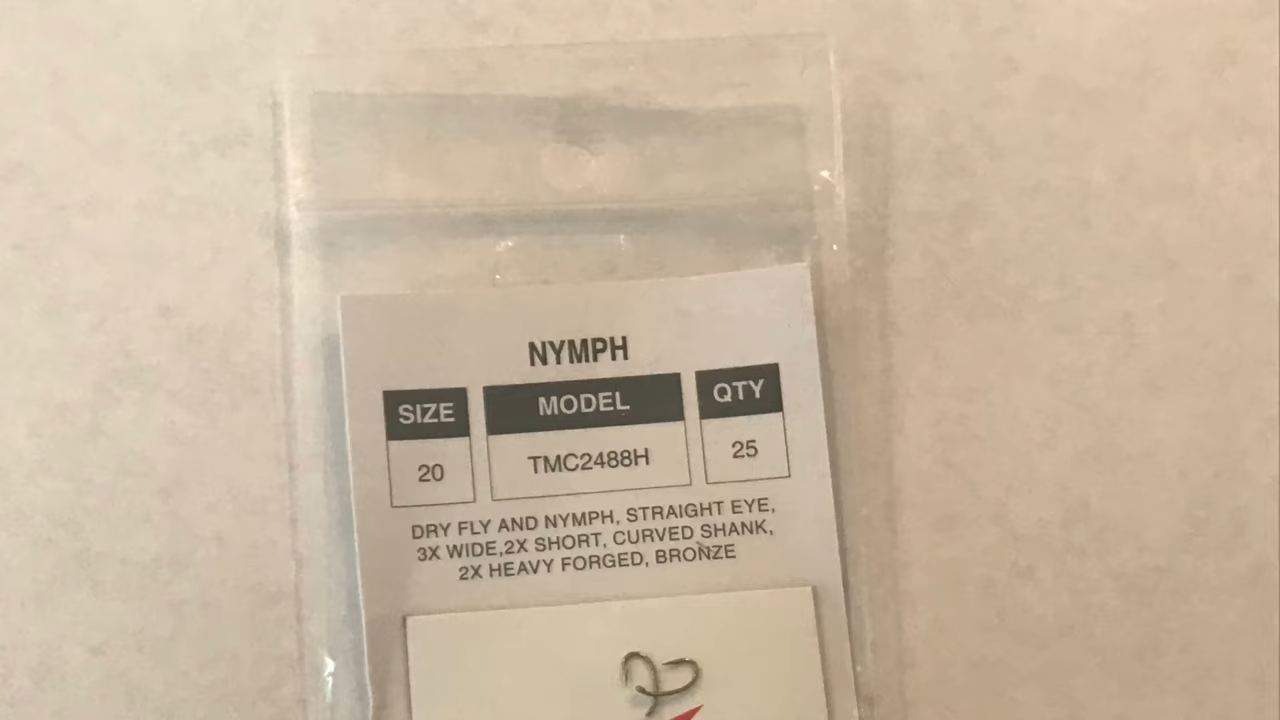 NYMPH
SIZE MODEL QTY
20 TMC2488H 25
DRY FLY AND NYMPH, STRAIGHT EYE,
3X WIDE,2X SHORT, CURVED SHANK,
2X HEAVY FORGED, BRONZE